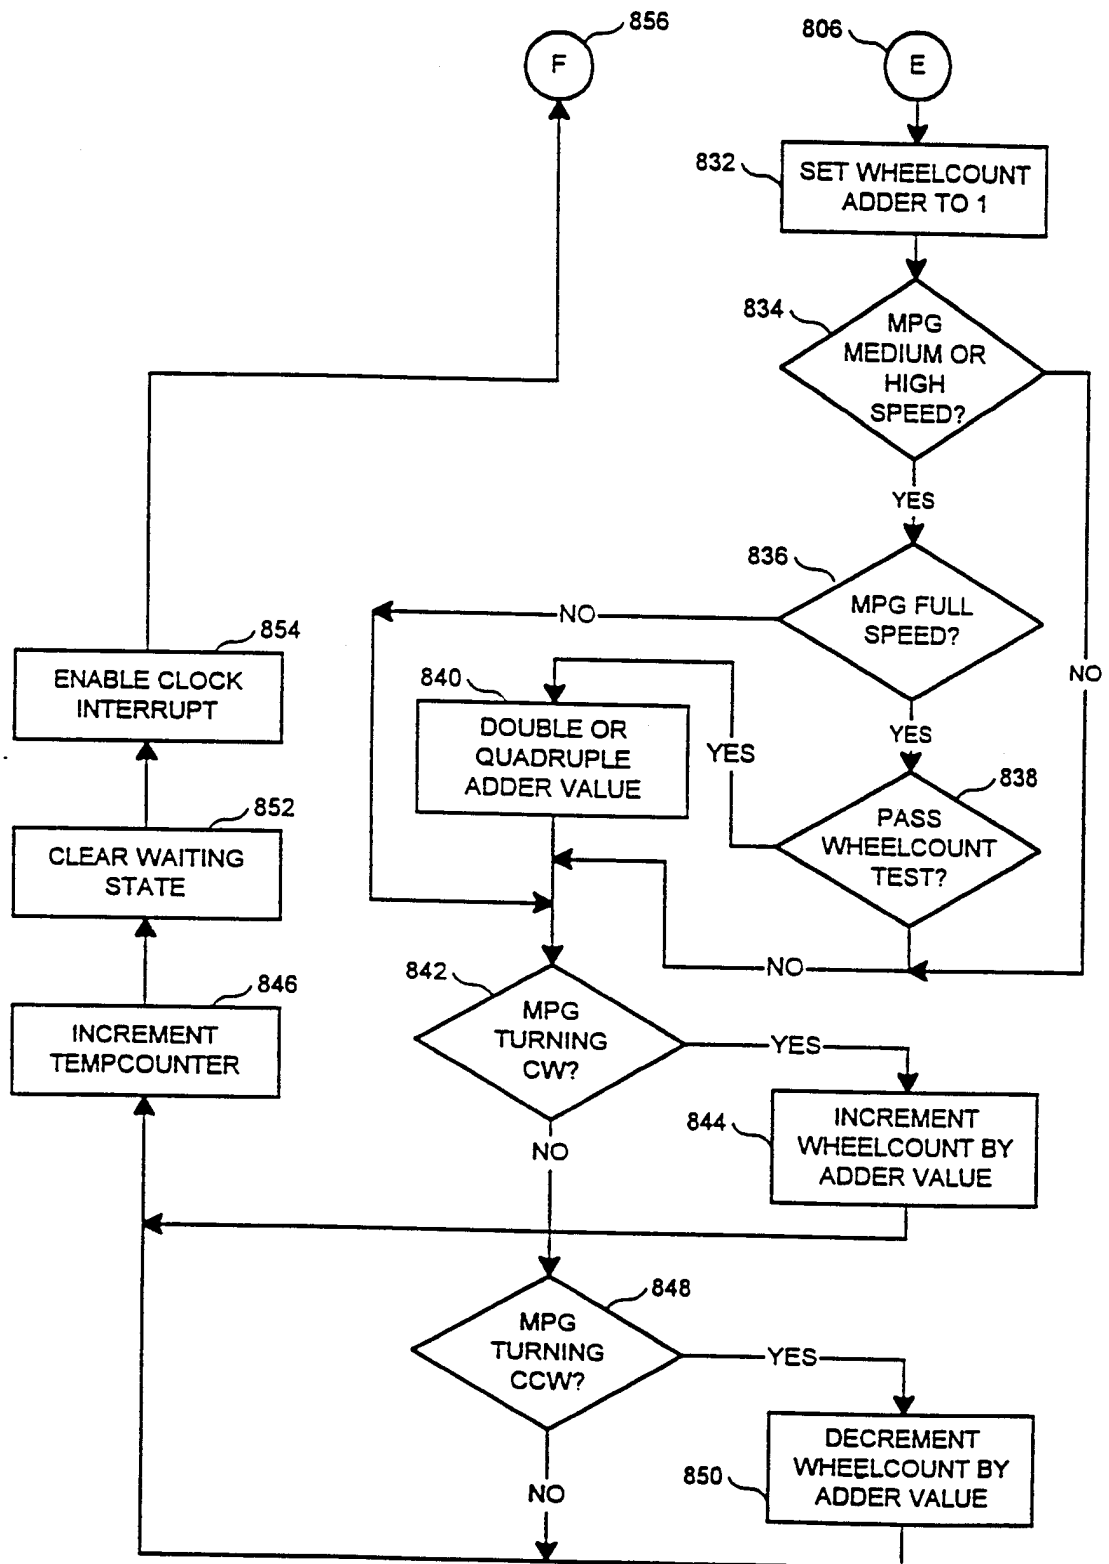 F
856
806
E
832
SET WHEELCOUNT
ADDER TO 1
834
MPG
MEDIUM OR
HIGH
SPEED?
YES
NO
836
MPG FULL
SPEED?
NO
YES
838
PASS
WHEELCOUNT
TEST?
YES
NO
840
DOUBLE OR
QUADRUPLE
ADDER VALUE
842
MPG
TURNING
CW?
YES
NO
844
INCREMENT
WHEELCOUNT BY
ADDER VALUE
848
MPG
TURNING
CCW?
YES
NO
850
DECREMENT
WHEELCOUNT BY
ADDER VALUE
854
ENABLE CLOCK
INTERRUPT
852
CLEAR WAITING
STATE
846
INCREMENT
TEMPCOUNTER